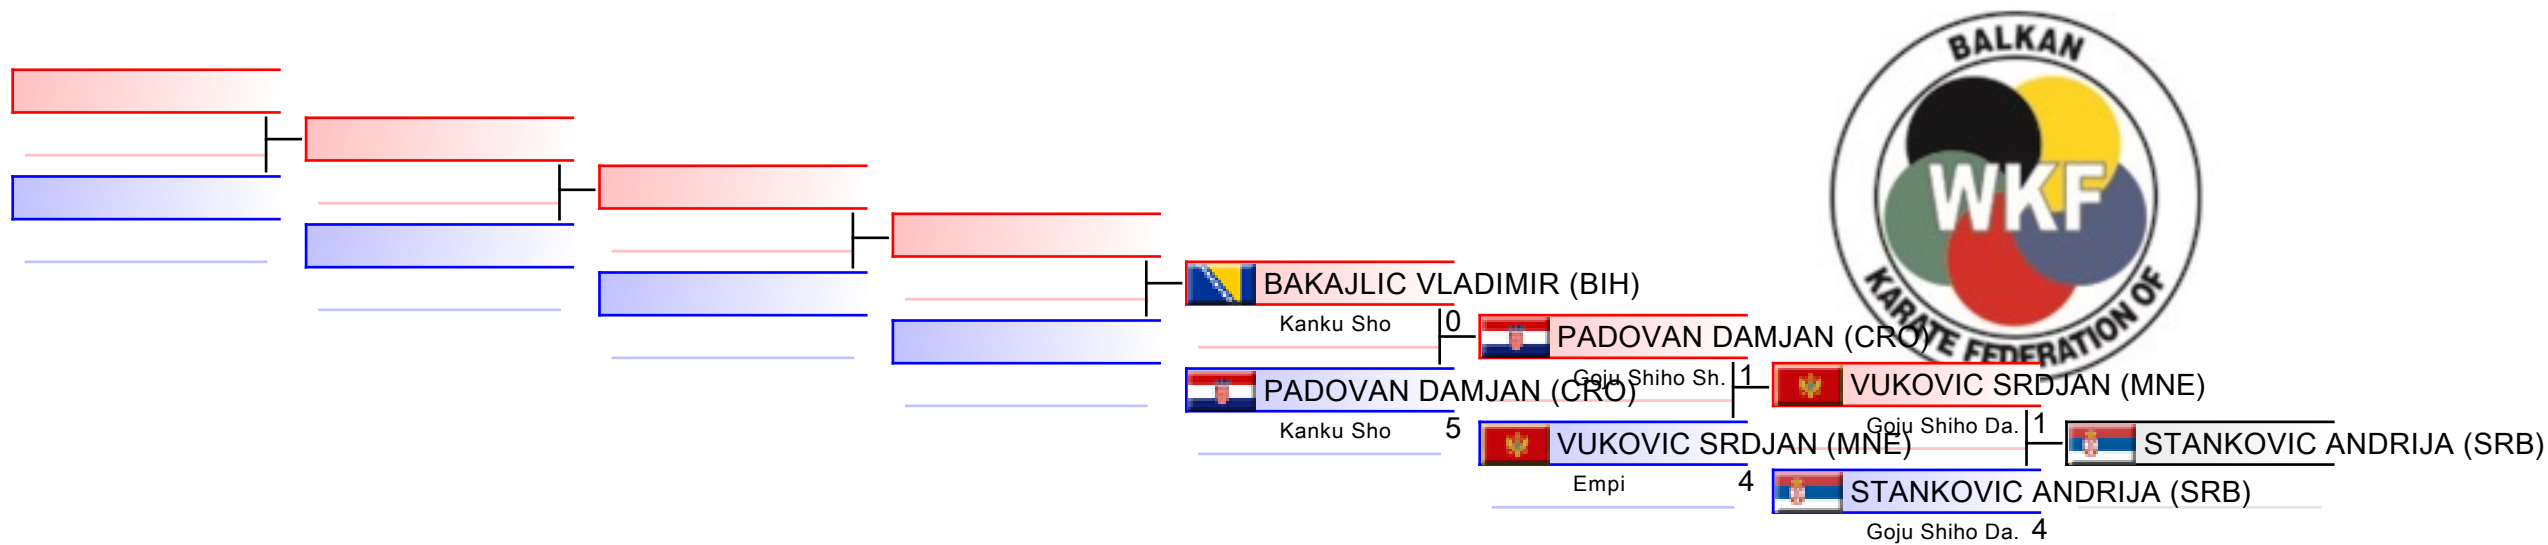 BALKAN
WKF
KARATE FEDERATION OF
BAKAJLIC VLADIMIR (BIH)
Kanku Sho
0
PADOVAN DAMJAN (CRO)
Kanku Sho
5
PADOVAN DAMJAN (CRO)
Goju Shiho Sh.
1
VUKOVIC SRDJAN (MNE)
Empi
4
VUKOVIC SRDJAN (MNE)
Goju Shiho Da.
1
STANKOVIC ANDRIJA (SRB)
Goju Shiho Da.
4
STANKOVIC ANDRIJA (SRB)